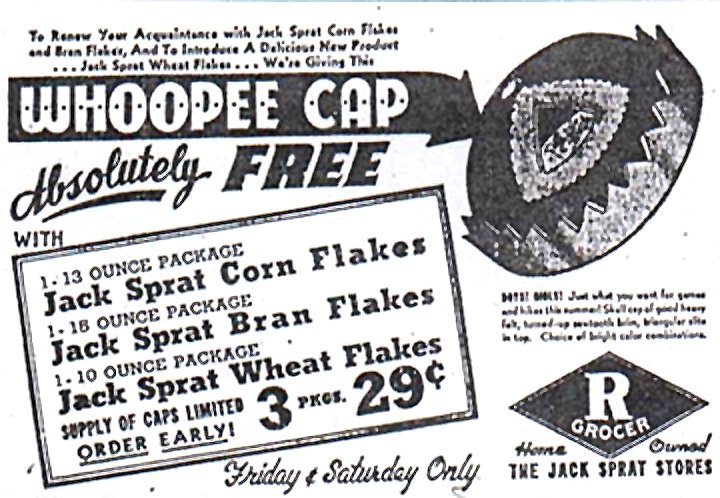 To Renew Your Acquaintance with Jack Sprat Corn Flakes
and Bran Flakes, And To Introduce A Delicious New Product
. . . Jack Sprat Wheat Flakes . . . We're Giving This
WHOOPEE CAP
Absolutely FREE
WITH
1 - 13 OUNCE PACKAGE
Jack Sprat Corn Flakes
1 - 18 OUNCE PACKAGE
Jack Sprat Bran Flakes
1 - 10 OUNCE PACKAGE
Jack Sprat Wheat Flakes
SUPPLY OF CAPS LIMITED
ORDER EARLY!
3 PKGS. 29¢
Friday & Saturday Only
BOYS! GIRLS! Just what you want for games
and hikes this summer! Skull cap of good heavy
felt, turned-up sawtooth brim, triangular slits
in top. Choice of bright color combinations.
R
GROCER
Home Owned
THE JACK SPRAT STORES